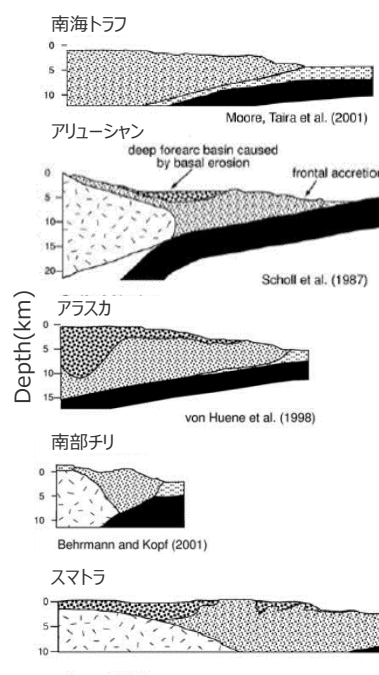 南海トラフ
0
5
10
Moore, Taira et al. (2001)
アリューシャン
deep forearc basin caused
by basal erosion
frontal accretion
0
5
10
15
20
Scholl et al. (1987)
アラスカ
Depth(km)
0
5
10
15
von Huene et al. (1998)
南部チリ
0
5
10
Behrmann and Kopf (2001)
スマトラ
0
5
10